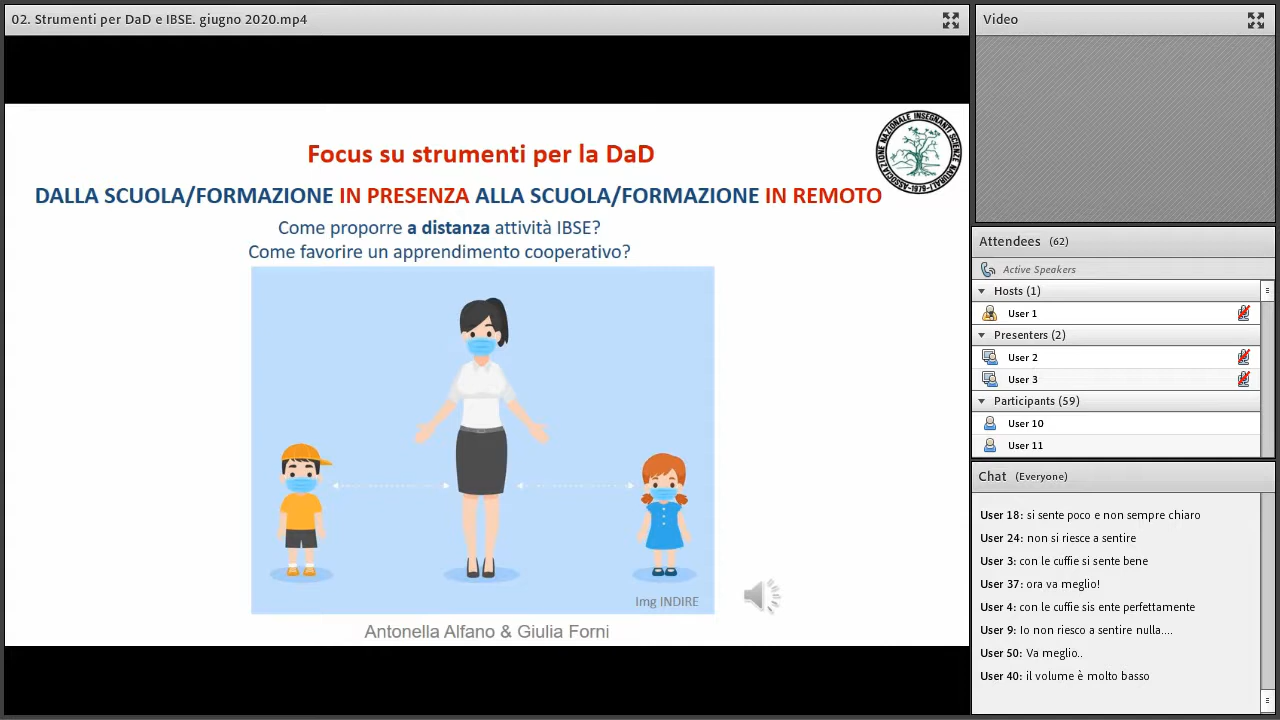 02. Strumenti per DaD e IBSE. giugno 2020.mp4
Focus su strumenti per la DaD
ASSOCIAZIONE NAZIONALE INSEGNANTI SCIENZE NATURALI
-1979-
DALLA SCUOLA/FORMAZIONE IN PRESENZA ALLA SCUOLA/FORMAZIONE IN REMOTO
Come proporre a distanza attività IBSE?
Come favorire un apprendimento cooperativo?
Img INDIRE
Antonella Alfano & Giulia Forni
Video
Attendees (62)
Active Speakers
Hosts (1)
User 1
Presenters (2)
User 2
User 3
Participants (59)
User 10
User 11
Chat (Everyone)
User 18: si sente poco e non sempre chiaro
User 24: non si riesce a sentire
User 3: con le cuffie si sente bene
User 37: ora va meglio!
User 4: con le cuffie sis ente perfettamente
User 9: Io non riesco a sentire nulla....
User 50: Va meglio..
User 40: il volume è molto basso